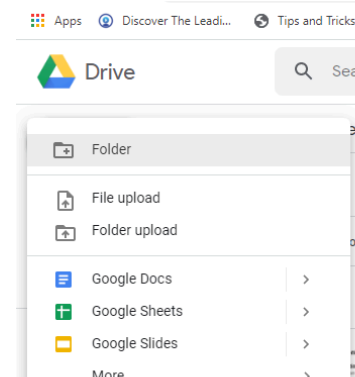 Apps Discover The Leadi... Tips and Tricks
Drive Sea
Folder
File upload
Folder upload
Google Docs
Google Sheets
Google Slides
More